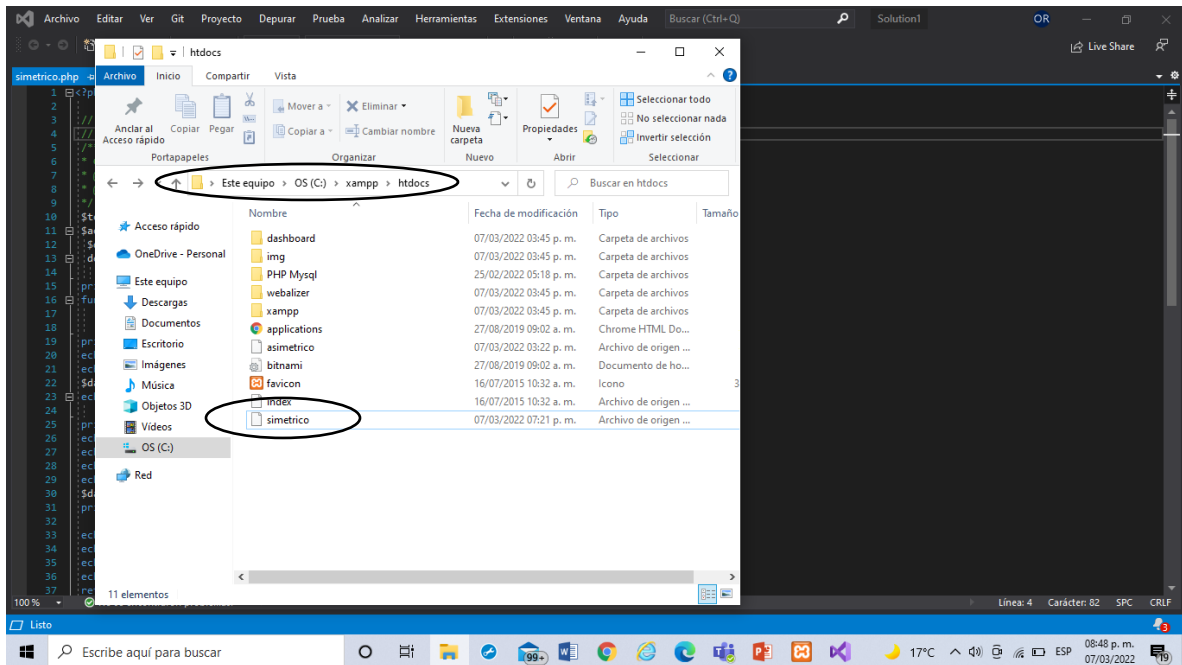 Archivo Editar Ver Git Proyecto Depurar Prueba Analizar Herramientas Extensiones Ventana Ayuda Buscar (Ctrl+Q) Solution1 OR
Live Share
htdocs
simetrico.php
Archivo Inicio Compartir Vista
Anclar al Acceso rápido
Copiar
Pegar
Mover a
Copiar a
Eliminar
Cambiar nombre
Nueva carpeta
Propiedades
Seleccionar todo
No seleccionar nada
Invertir selección
Portapapeles Organizar Nuevo Abrir Seleccionar
Este equipo > OS (C:) > xampp > htdocs
Buscar en htdocs
Nombre Fecha de modificación Tipo Tamaño
Acceso rápido
OneDrive - Personal
Este equipo
Descargas
Documentos
Escritorio
Imágenes
Música
Objetos 3D
Vídeos
OS (C:)
Red
dashboard 07/03/2022 03:45 p. m. Carpeta de archivos
img 07/03/2022 03:45 p. m. Carpeta de archivos
PHP Mysql 25/02/2022 05:18 p. m. Carpeta de archivos
webalizer 07/03/2022 03:45 p. m. Carpeta de archivos
xampp 07/03/2022 03:45 p. m. Carpeta de archivos
applications 27/08/2019 09:02 a. m. Chrome HTML Do...
asimetrico 07/03/2022 03:22 p. m. Archivo de origen ...
bitnami 27/08/2019 09:02 a. m. Documento de ho...
favicon 16/07/2015 10:32 a. m. Icono 3
index 16/07/2015 10:32 a. m. Archivo de origen ...
simetrico 07/03/2022 07:21 p. m. Archivo de origen ...
11 elementos
100 %
Línea: 4 Carácter: 82 SPC CRLF
Listo
3
Escribe aquí para buscar
99+
17°C
ESP
08:48 p. m.
07/03/2022
19